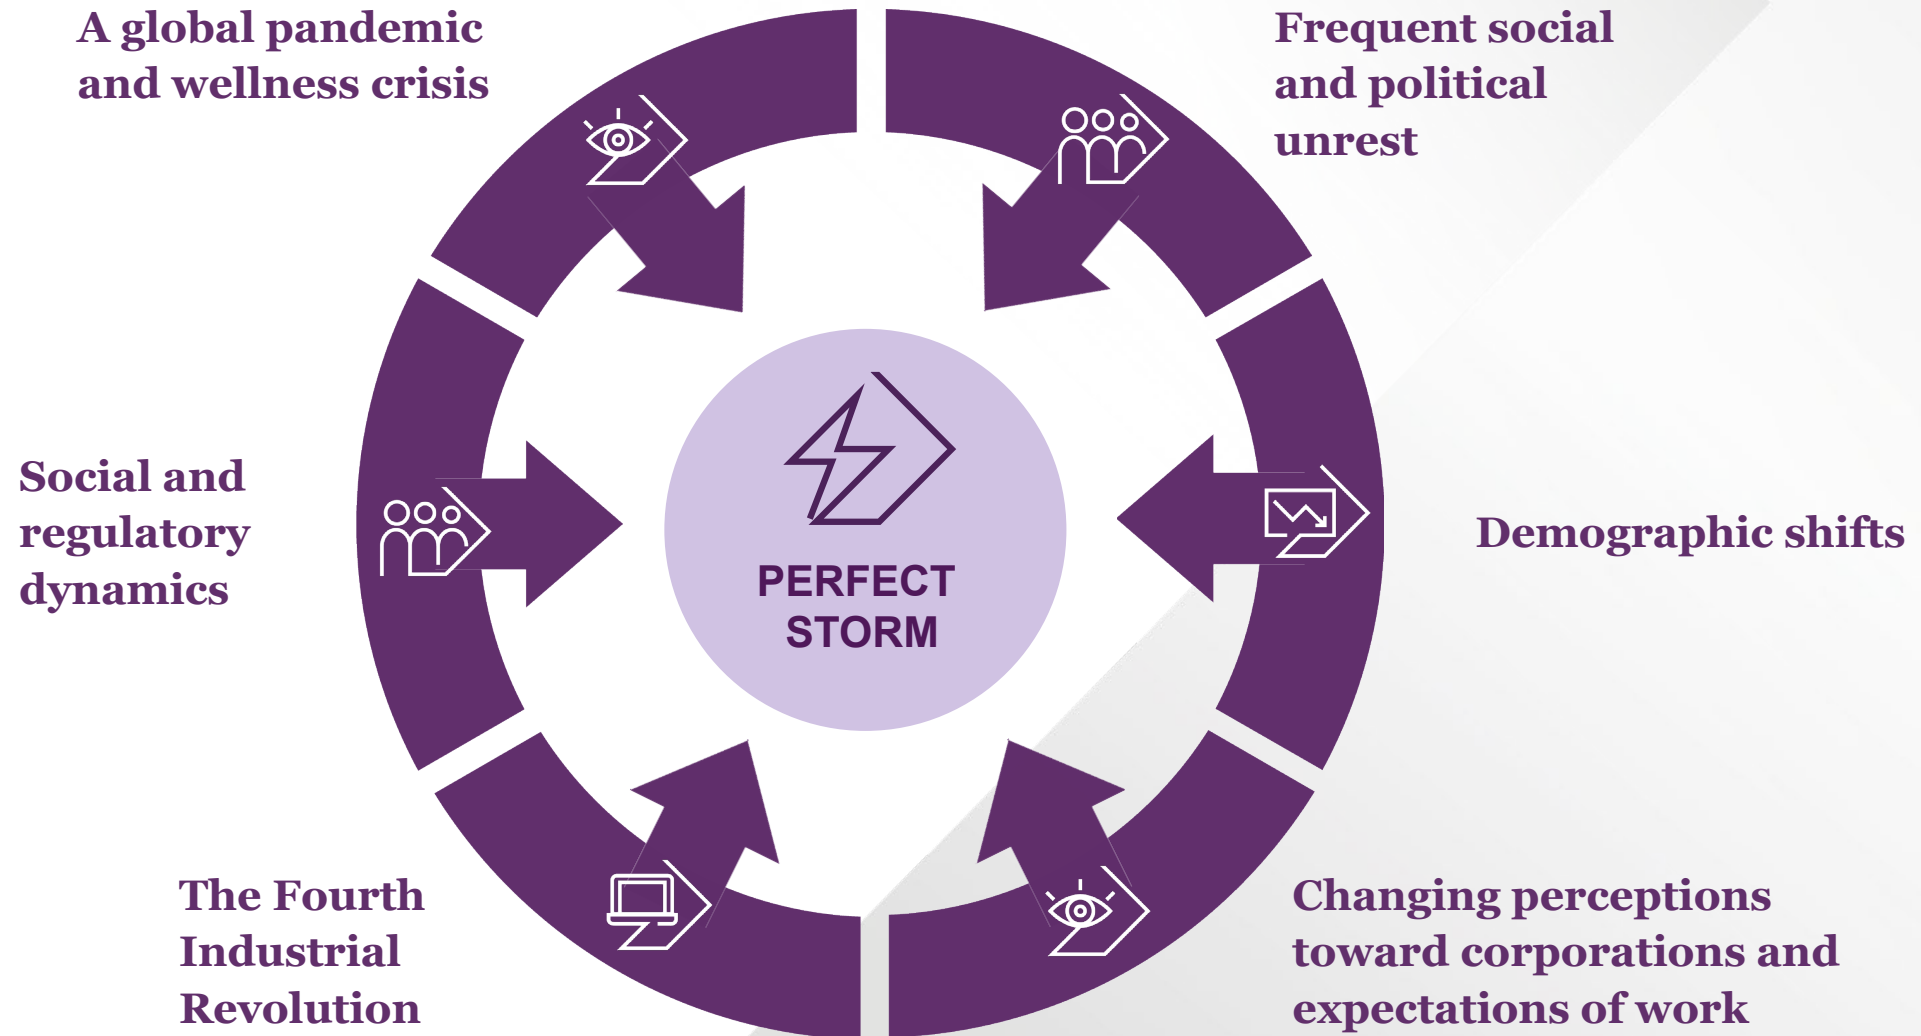 A global pandemic
and wellness crisis
Frequent social
and political
unrest
Social and
regulatory
dynamics
PERFECT
STORM
Demographic shifts
The Fourth
Industrial
Revolution
Changing perceptions
toward corporations and
expectations of work